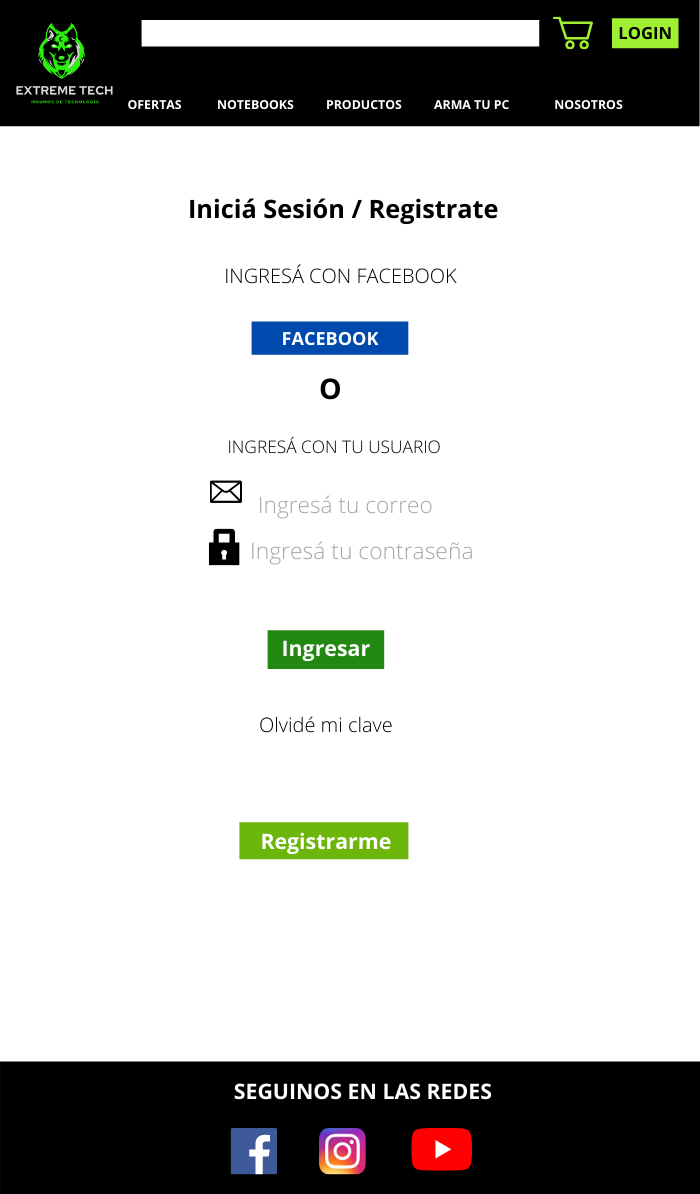 LOGIN
EXTREME TECH
INSUMOS DE TECNOLOGÍA
OFERTAS NOTEBOOKS PRODUCTOS ARMA TU PC NOSOTROS
Iniciá Sesión / Registrate
INGRESÁ CON FACEBOOK
FACEBOOK
O
INGRESÁ CON TU USUARIO
Ingresá tu correo
Ingresá tu contraseña
Ingresar
Olvidé mi clave
Registrarme
SEGUINOS EN LAS REDES